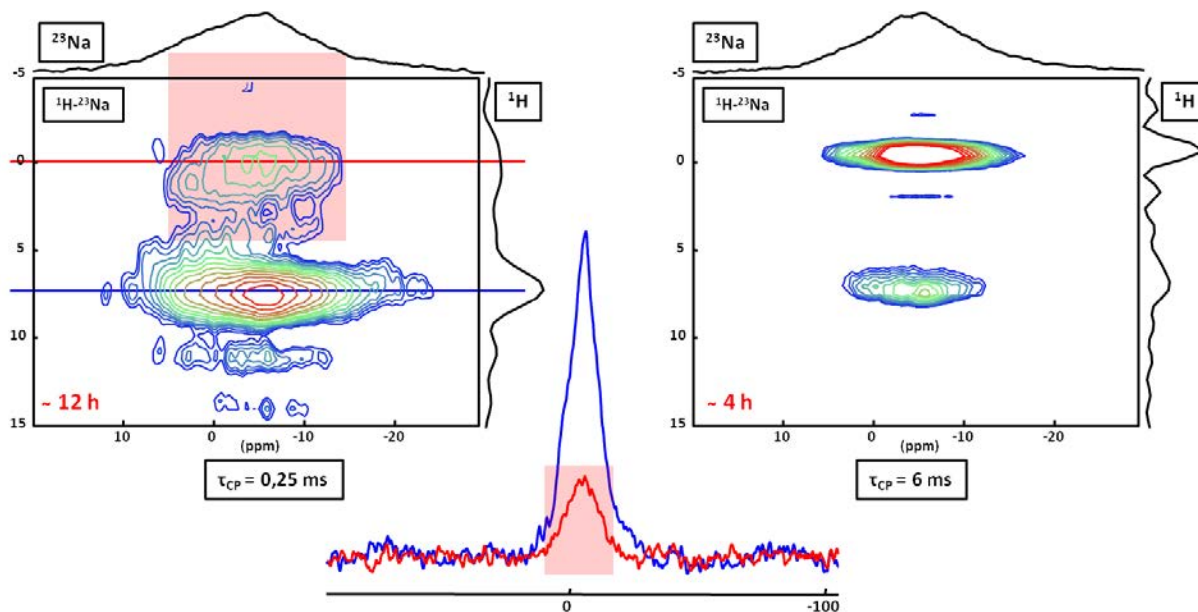 ²³Na
-5
¹H-²³Na
¹H
0
5
10
15
~ 12 h
10 0 -10 -20
(ppm)
τCP = 0,25 ms
²³Na
-5
¹H-²³Na
¹H
0
5
10
15
~ 4 h
10 0 -10 -20
(ppm)
τCP = 6 ms
0 -100